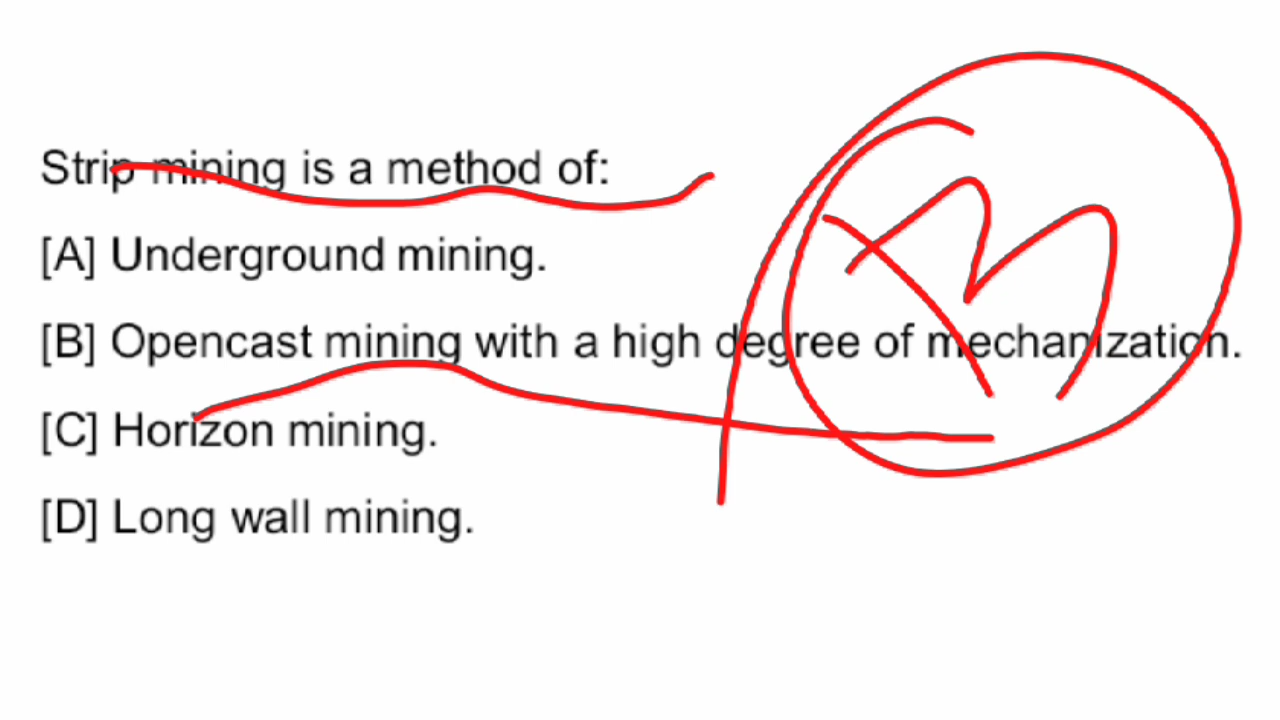 Strip mining is a method of:
[A] Underground mining.
[B] Opencast mining with a high degree of mechanization.
[C] Horizon mining.
[D] Long wall mining.